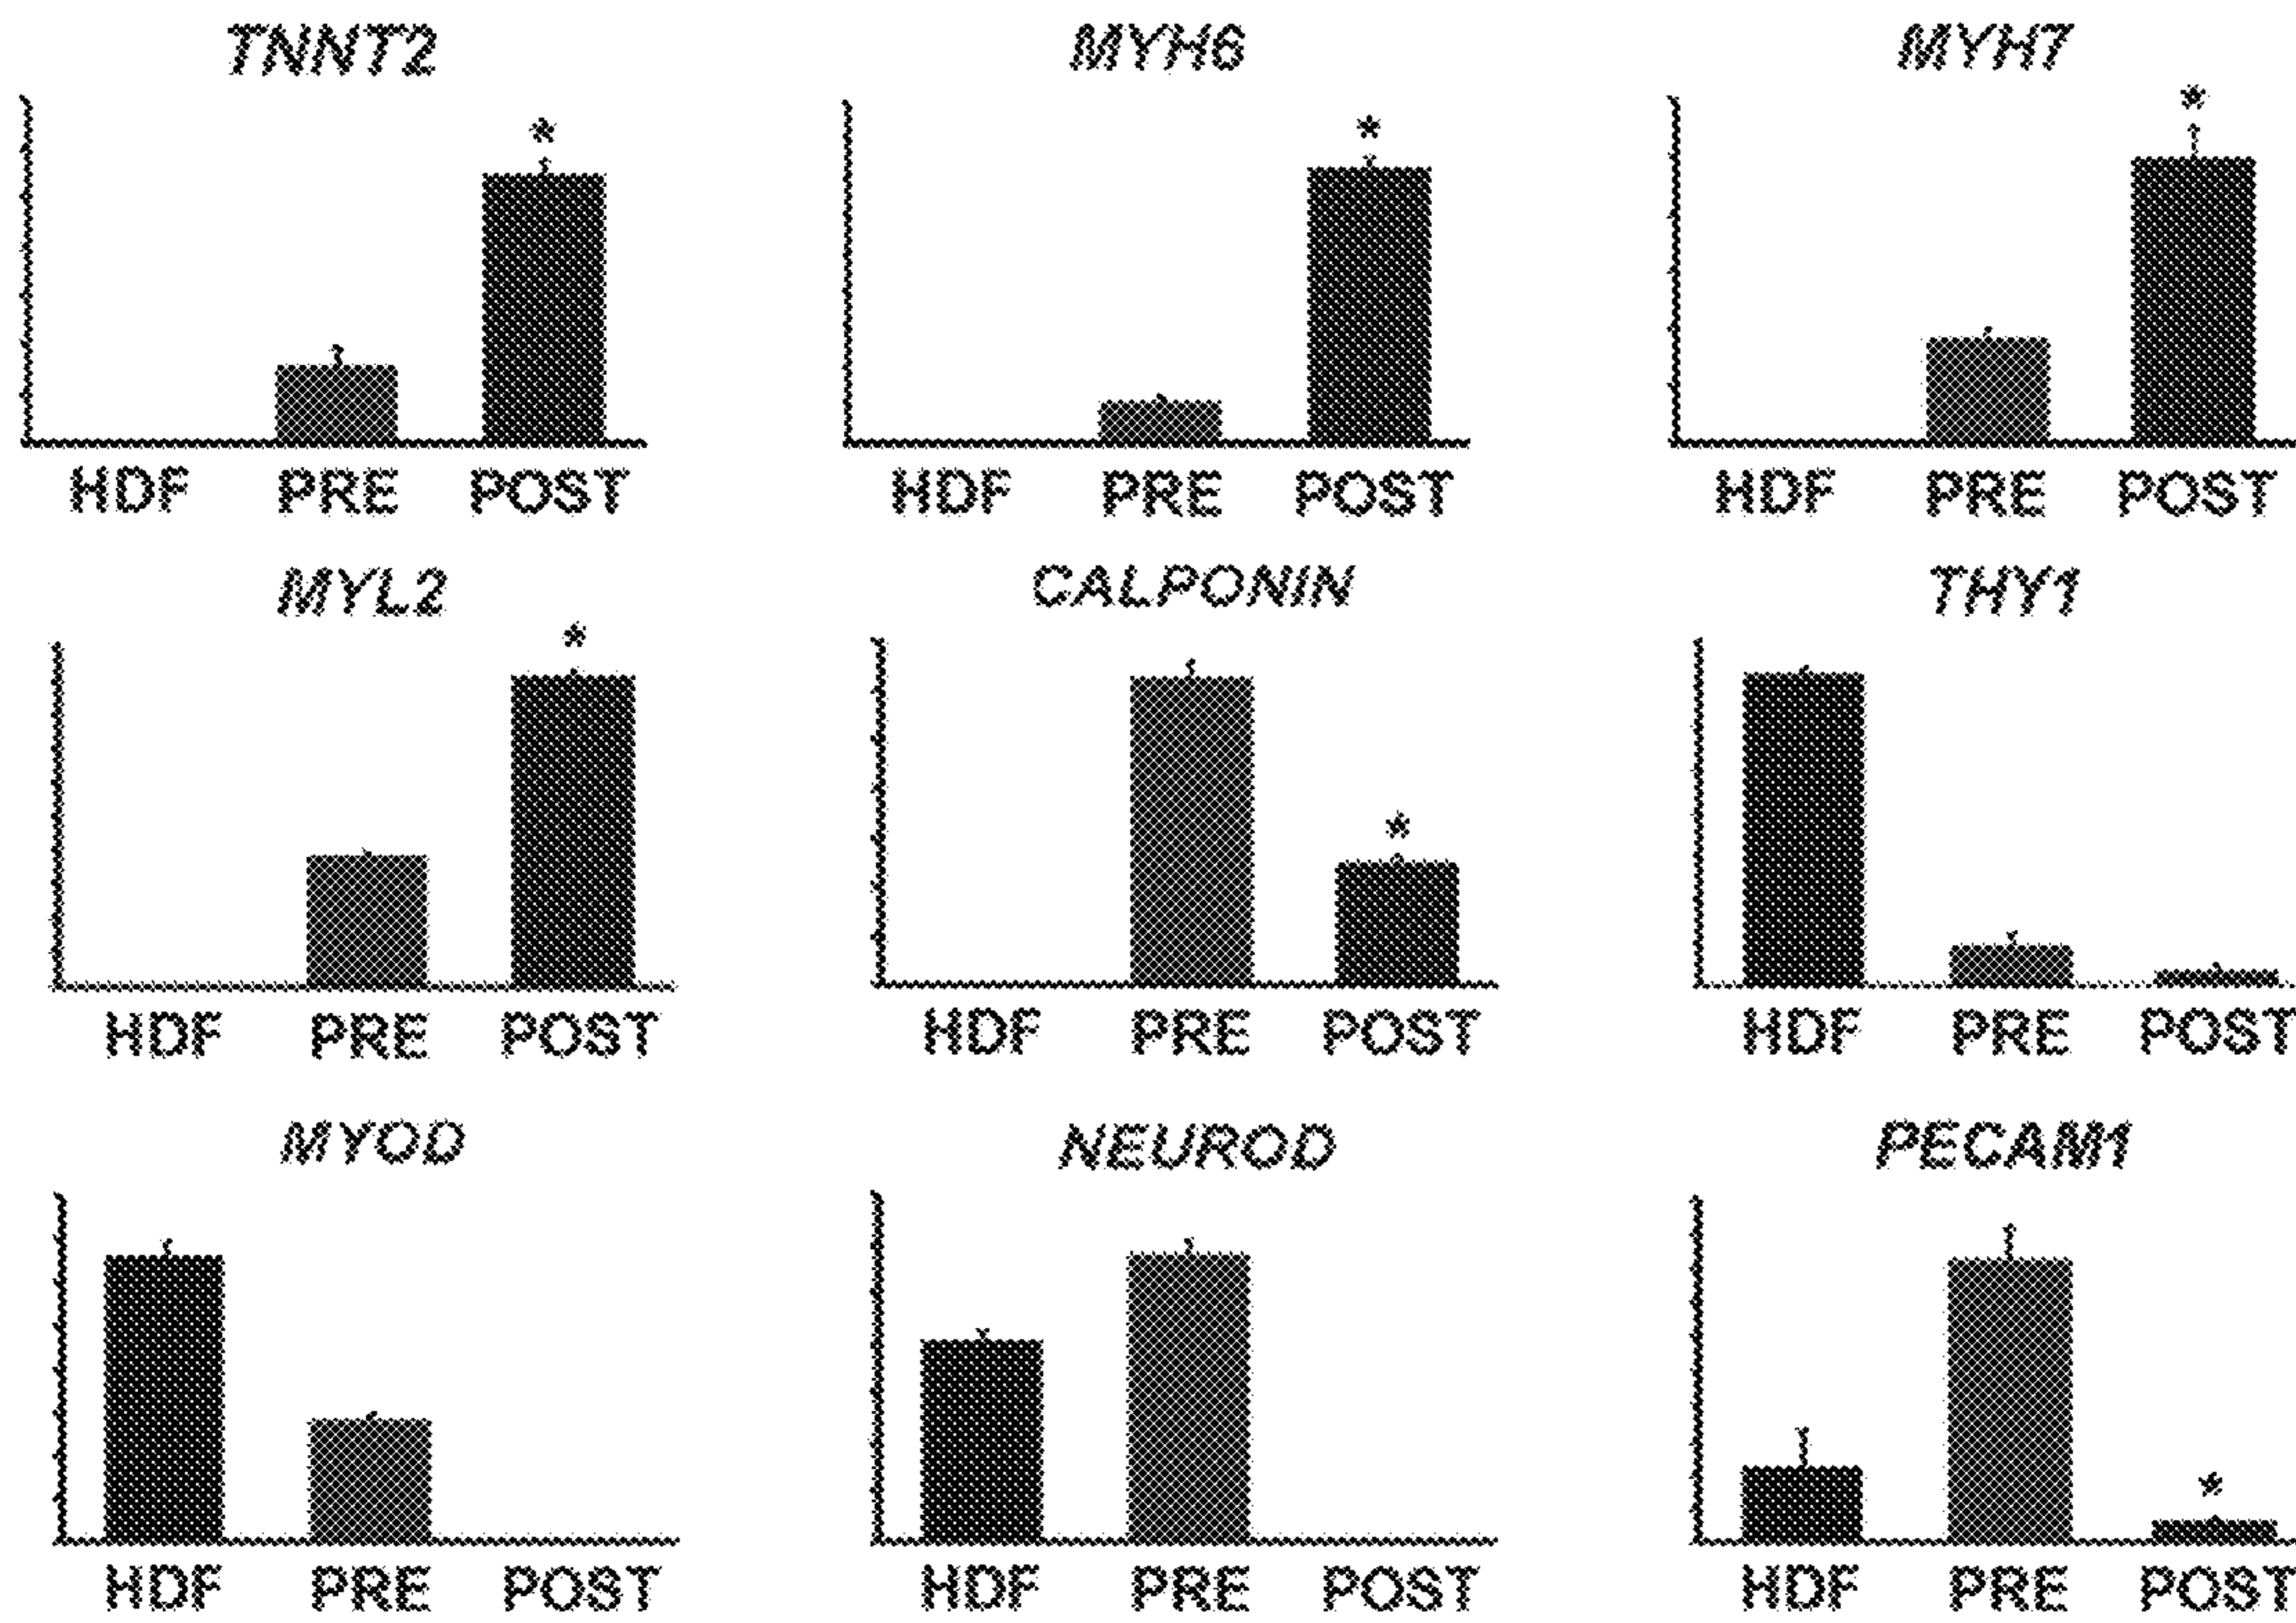 TNNT2 MYH6 MYH7
* * *
HDF PRE POST HDF PRE POST HDF PRE POST
MYL2 CALPONIN THY1
* *
HDF PRE POST HDF PRE POST HDF PRE POST
MYOD NEUROD PECAM1
*
HDF PRE POST HDF PRE POST HDF PRE POST